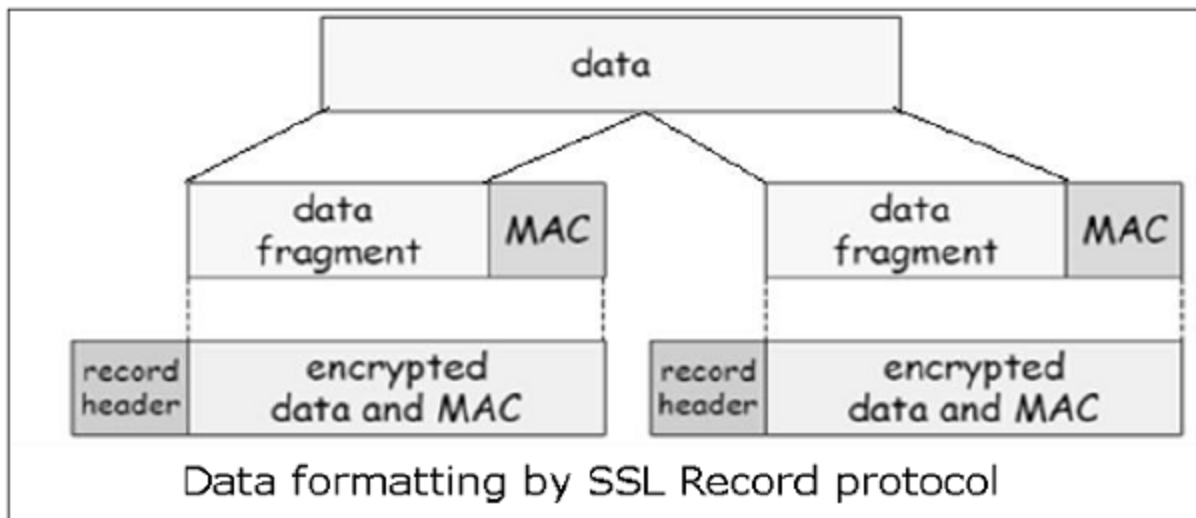 data
data
fragment
MAC
data
fragment
MAC
record
header
encrypted
data and MAC
record
header
encrypted
data and MAC
Data formatting by SSL Record protocol